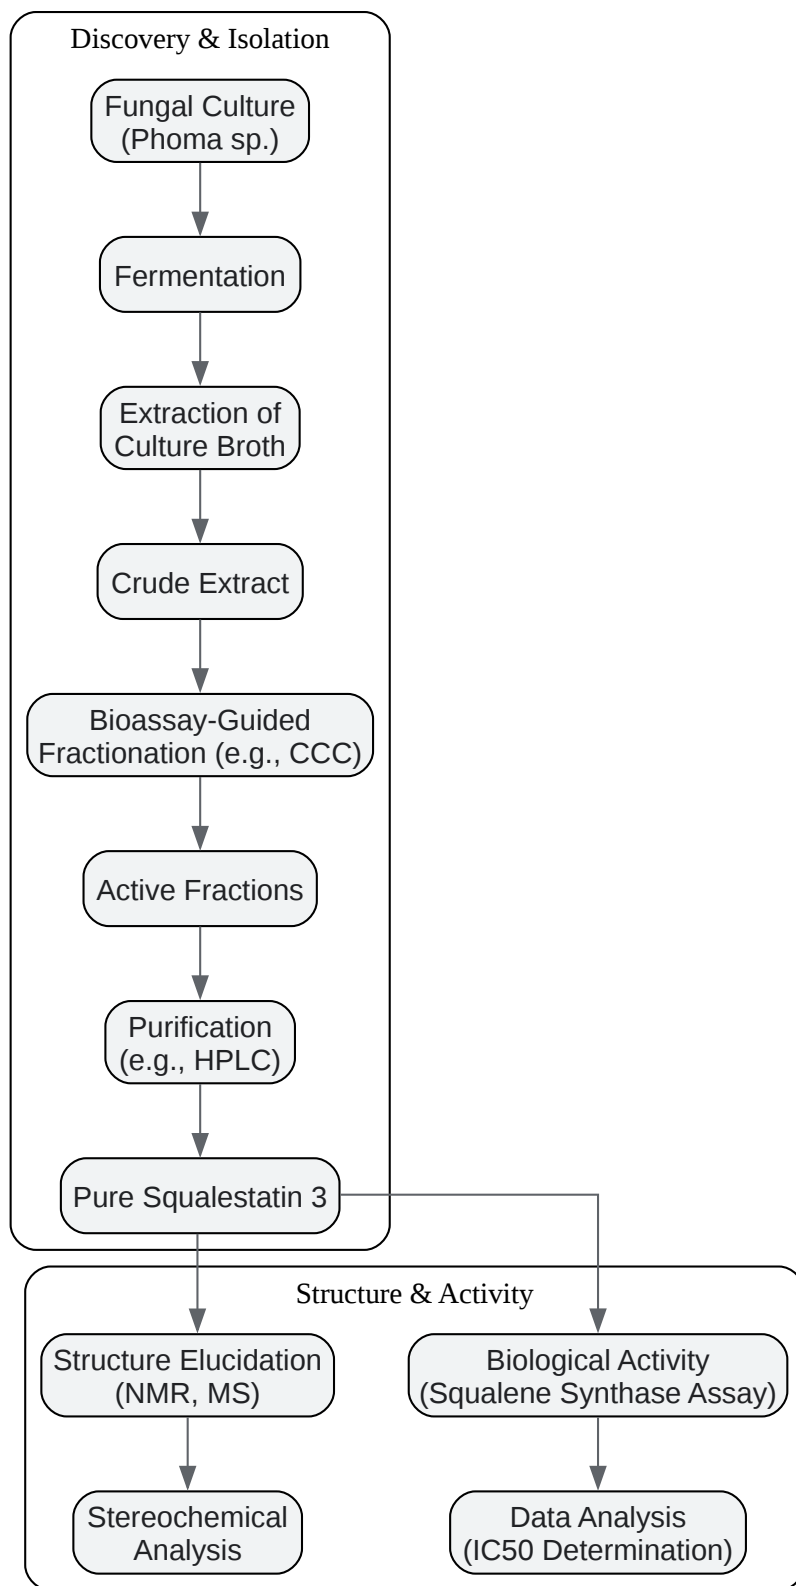 Discovery & Isolation
Fungal Culture
(Phoma sp.)
Fermentation
Extraction of
Culture Broth
Crude Extract
Bioassay-Guided
Fractionation (e.g., CCC)
Active Fractions
Purification
(e.g., HPLC)
Pure Squalestatin 3
Structure & Activity
Structure Elucidation
(NMR, MS)
Biological Activity
(Squalene Synthase Assay)
Stereochemical
Analysis
Data Analysis
(IC50 Determination)